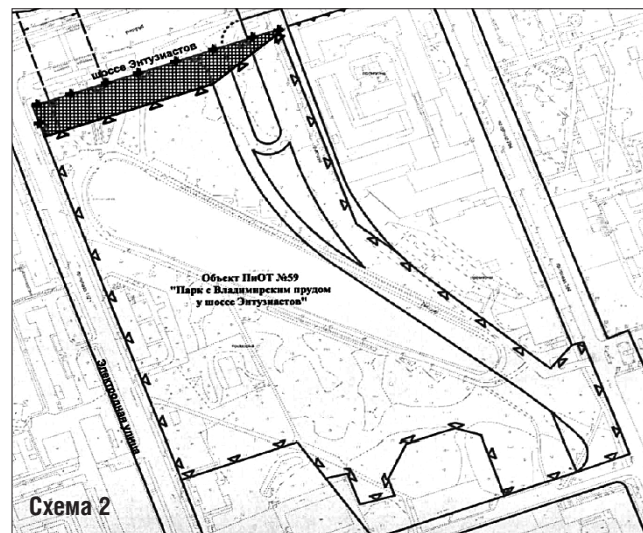 шоссе Энтузиастов
Объект ПиОТ №59
"Парк с Владимирским прудом
у шоссе Энтузиастов"
Электродная улица
Схема 2